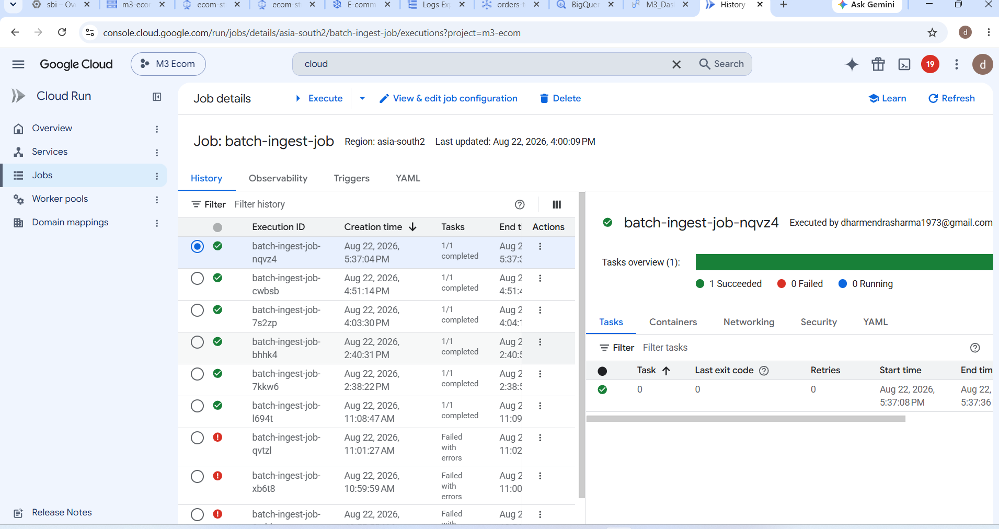 sbi – Ov
m3-ecor
ecom-st
ecom-st
E-comm
Logs Exp
orders-t
BigQuer
M3_Das
History
Ask Gemini
console.cloud.google.com/run/jobs/details/asia-south2/batch-ingest-job/executions?project=m3-ecom
d
Google Cloud
M3 Ecom
cloud
Search
19
d
Cloud Run
Job details
Execute
View & edit job configuration
Delete
Learn
Refresh
Overview
Services
Jobs
Worker pools
Domain mappings
Release Notes
Job: batch-ingest-job Region: asia-south2 Last updated: Aug 22, 2026, 4:00:09 PM
History Observability Triggers YAML
Filter Filter history
Execution ID Creation time Tasks End t Actions
batch-ingest-job- Aug 22, 2026, 1/1 Aug 2
nqvz4 5:37:04 PM completed 5:37:3
batch-ingest-job- Aug 22, 2026, 1/1 Aug 2
cwbsb 4:51:14 PM completed 4:51:4
batch-ingest-job- Aug 22, 2026, 1/1 Aug 2
7s2zp 4:03:30 PM completed 4:04:1
batch-ingest-job- Aug 22, 2026, 1/1 Aug 2
bhhk4 2:40:31 PM completed 2:40:5
batch-ingest-job- Aug 22, 2026, 1/1 Aug 2
7kkw6 2:38:22 PM completed 2:38:5
batch-ingest-job- Aug 22, 2026, 1/1 Aug 2
l694t 11:08:47 AM completed 11:09
batch-ingest-job- Aug 22, 2026, Failed Aug 2
qvtzl 11:01:27 AM with 11:02
errors
batch-ingest-job- Aug 22, 2026, Failed Aug 2
xb6t8 10:59:59 AM with 11:00
errors
batch-ingest-job- Aug 22, 2026, Failed Aug 2
with
batch-ingest-job-nqvz4 Executed by dharmendrasharma1973@gmail.com
Tasks overview (1):
1 Succeeded 0 Failed 0 Running
Tasks Containers Networking Security YAML
Filter Filter tasks
Task Last exit code Retries Start time End tim
0 0 0 Aug 22, 2026, Aug 22,
5:37:08 PM 5:37:36